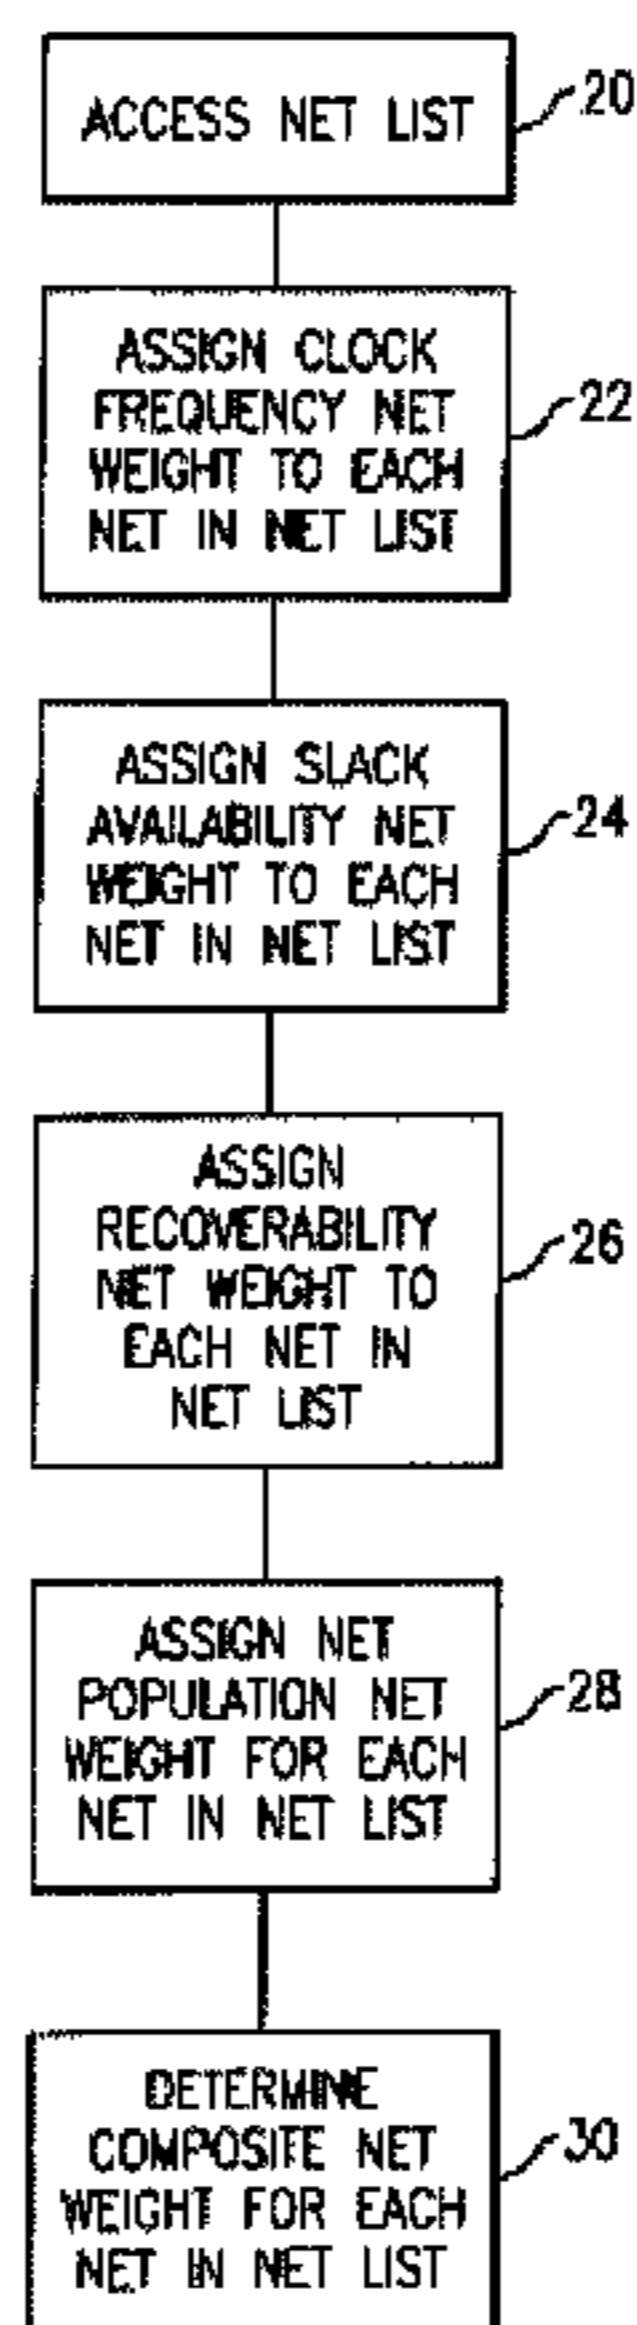 ACCESS NET LIST
20
ASSIGN CLOCK
FREQUENCY NET
WEIGHT TO EACH
NET IN NET LIST
22
ASSIGN SLACK
AVAILABILITY NET
WEIGHT TO EACH
NET IN NET LIST
24
ASSIGN
RECOVERABILITY
NET WEIGHT TO
EACH NET IN
NET LIST
26
ASSIGN NET
POPULATION NET
WEIGHT FOR EACH
NET IN NET LIST
28
DETERMINE
COMPOSITE NET
WEIGHT FOR EACH
NET IN NET LIST
30